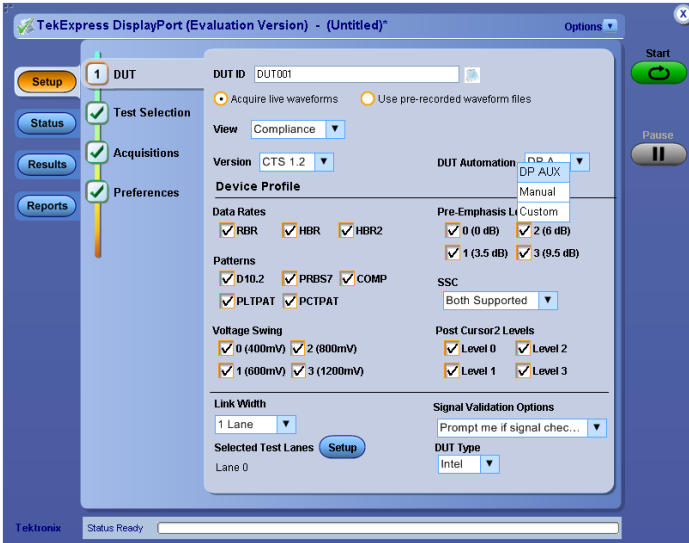 TekExpress DisplayPort (Evaluation Version) - (Untitled)*
Options
x
Start
Setup
1 DUT
DUT ID DUT001
Acquire live waveforms Use pre-recorded waveform files
Status
Test Selection
View Compliance
Pause
Results
Acquisitions
Version CTS 1.2
DUT Automation DP A
DP AUX
Manual
Custom
Reports
Preferences
Device Profile
Data Rates
RBR HBR HBR2
Pre-Emphasis Le
0 (0 dB) 2 (6 dB)
1 (3.5 dB) 3 (9.5 dB)
Patterns
D10.2 PRBS7 COMP
PLTPAT PCTPAT
SSC
Both Supported
Voltage Swing
0 (400mV) 2 (800mV)
1 (600mV) 3 (1200mV)
Post Cursor2 Levels
Level 0 Level 2
Level 1 Level 3
Link Width
1 Lane
Signal Validation Options
Prompt me if signal chec...
Selected Test Lanes Setup
Lane 0
DUT Type
Intel
Tektronix
Status Ready